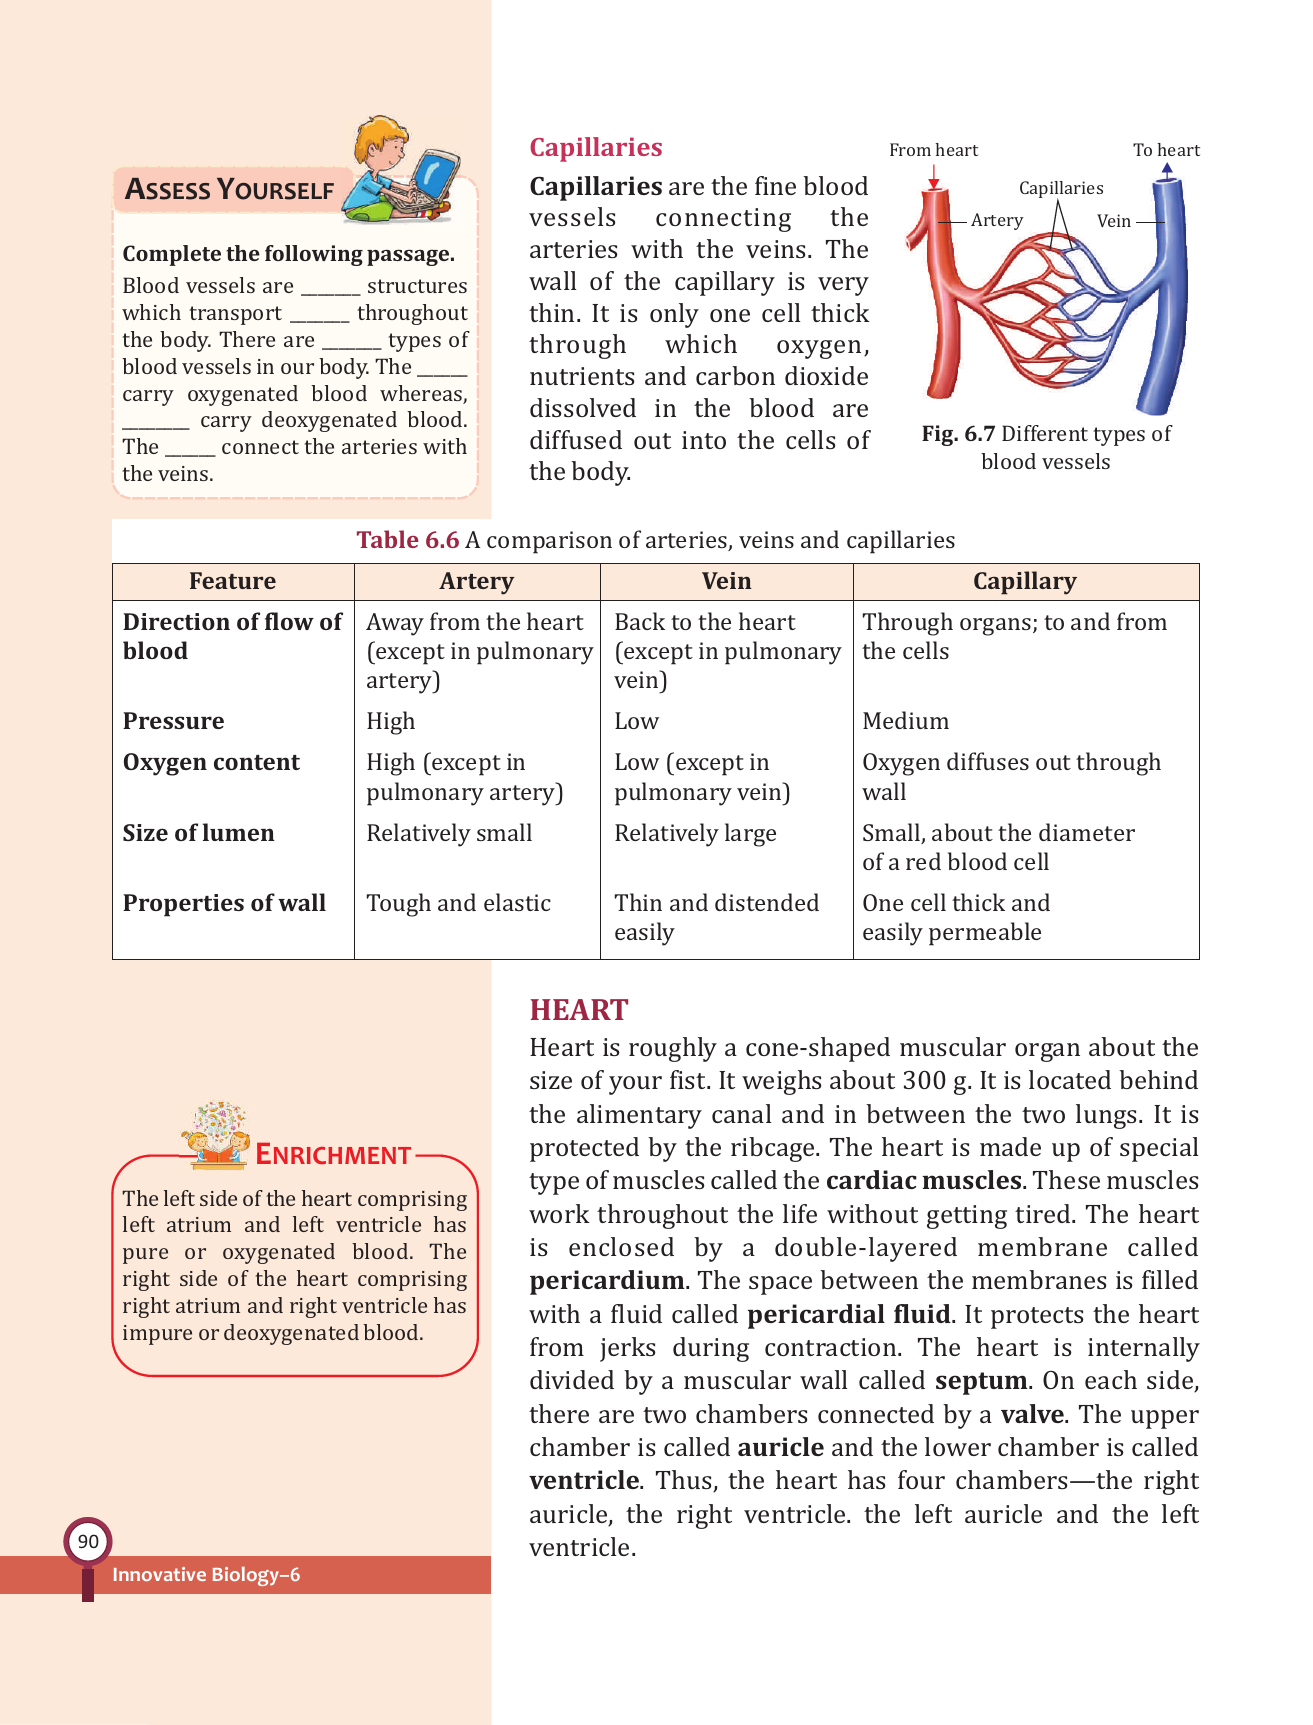 ASSESS YOURSELF
Complete the following passage.
Blood vessels are _______ structures
which transport _______ throughout
the body. There are _______ types of
blood vessels in our body. The ______
carry oxygenated blood whereas,
________ carry deoxygenated blood.
The ______ connect the arteries with
the veins.
Capillaries
Capillaries are the fine blood
vessels connecting the
arteries with the veins. The
wall of the capillary is very
thin. It is only one cell thick
through which oxygen,
nutrients and carbon dioxide
dissolved in the blood are
diffused out into the cells of
the body.
From heart
To heart
Capillaries
Artery
Vein
Fig. 6.7 Different types of
blood vessels
Table 6.6 A comparison of arteries, veins and capillaries
Feature Artery Vein Capillary
Direction of flow of Away from the heart Back to the heart Through organs; to and from
blood (except in pulmonary (except in pulmonary the cells
artery) vein)
Pressure High Low Medium
Oxygen content High (except in Low (except in Oxygen diffuses out through
pulmonary artery) pulmonary vein) wall
Size of lumen Relatively small Relatively large Small, about the diameter
of a red blood cell
Properties of wall Tough and elastic Thin and distended One cell thick and
easily easily permeable
HEART
Heart is roughly a cone-shaped muscular organ about the
size of your fist. It weighs about 300 g. It is located behind
the alimentary canal and in between the two lungs. It is
protected by the ribcage. The heart is made up of special
type of muscles called the cardiac muscles. These muscles
work throughout the life without getting tired. The heart
is enclosed by a double-layered membrane called
pericardium. The space between the membranes is filled
with a fluid called pericardial fluid. It protects the heart
from jerks during contraction. The heart is internally
divided by a muscular wall called septum. On each side,
there are two chambers connected by a valve. The upper
chamber is called auricle and the lower chamber is called
ventricle. Thus, the heart has four chambers—the right
auricle, the right ventricle. the left auricle and the left
ventricle.
ENRICHMENT
The left side of the heart comprising
left atrium and left ventricle has
pure or oxygenated blood. The
right side of the heart comprising
right atrium and right ventricle has
impure or deoxygenated blood.
90
Innovative Biology–6